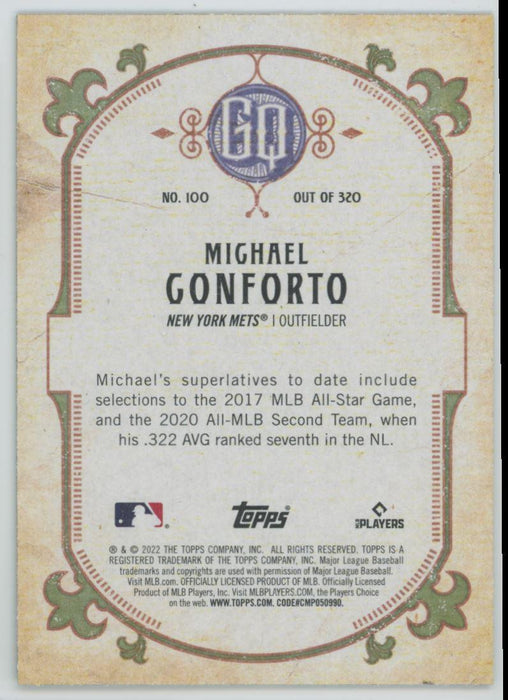 GQ
NO. 100 OUT OF 320
MICHAEL
CONFORTO
NEW YORK METS® | OUTFIELDER
Michael's superlatives to date include
selections to the 2017 MLB All-Star Game,
and the 2020 All-MLB Second Team, when
his .322 AVG ranked seventh in the NL.
topps® MLB PLAYERS
® & © 2022 THE TOPPS COMPANY, INC. ALL RIGHTS RESERVED. TOPPS IS A
REGISTERED TRADEMARK OF THE TOPPS COMPANY, INC. Major League Baseball
trademarks and copyrights are used with permission of Major League Baseball.
Visit MLB.com. OFFICIALLY LICENSED PRODUCT OF MLB. Officially Licensed
Product of MLB Players, Inc. Visit MLBPLAYERS.COM, the Players Choice
on the web. WWW.TOPPS.COM. CODE#CMP050990.